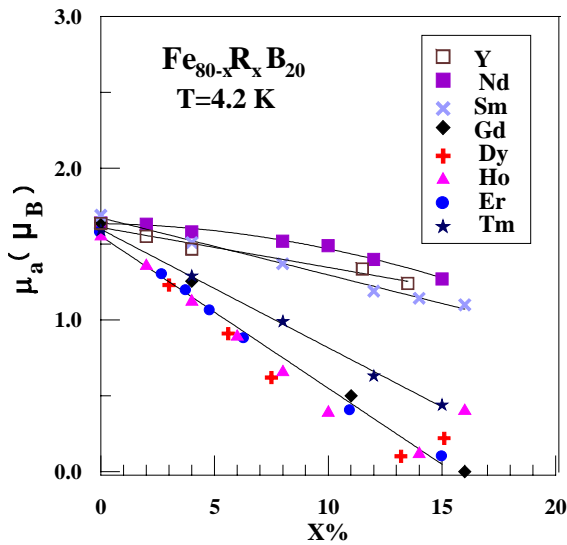 3.0
2.0
1.0
0.0
μₐ( μ_B)
Fe₈₀₋ₓRₓB₂₀
T=4.2 K
Y
Nd
Sm
Gd
Dy
Ho
Er
Tm
0 5 10 15 20
X%